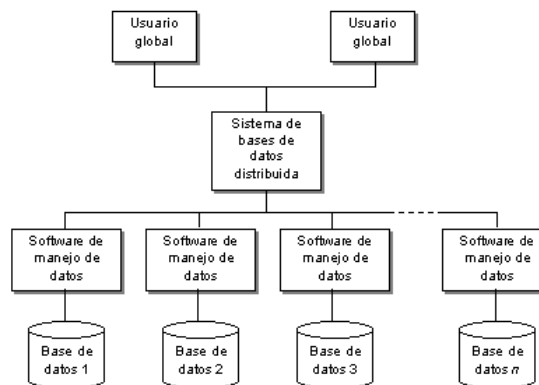 Usuario
global
Usuario
global
Sistema de
bases de
datos
distribuida
Software de
manejo de
datos
Software de
manejo de
datos
Software de
manejo de
datos
Software de
manejo de
datos
Base de
datos 1
Base de
datos 2
Base de
datos 3
Base de
datos n